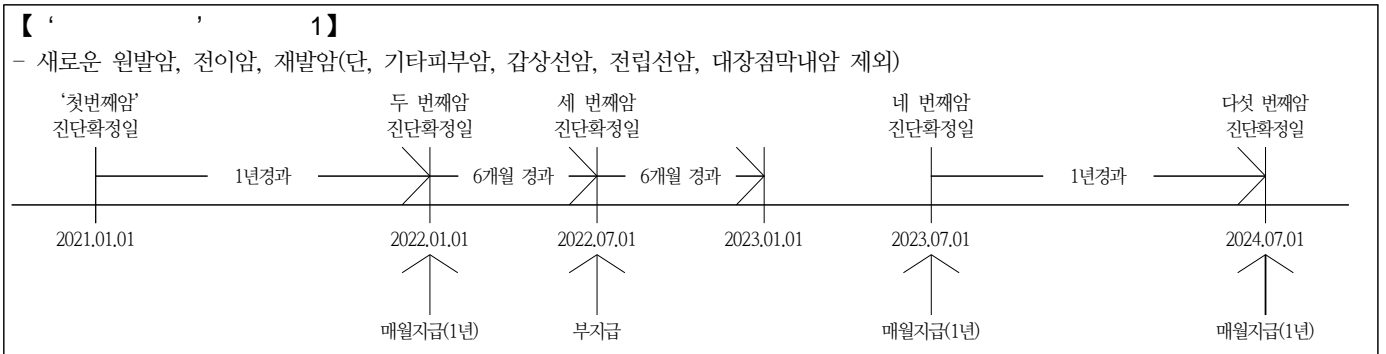 【 ‘ ’ 1】
- 새로운 원발암, 전이암, 재발암(단, 기타피부암, 갑상선암, 전립선암, 대장점막내암 제외)
‘첫번째암’ 두 번째암 세 번째암 네 번째암 다섯 번째암
진단확정일 진단확정일 진단확정일 진단확정일 진단확정일
1년경과 6개월 경과 6개월 경과 1년경과
2021.01.01 2022.01.01 2022.07.01 2023.01.01 2023.07.01 2024.07.01
매월지급(1년) 부지급 매월지급(1년) 매월지급(1년)